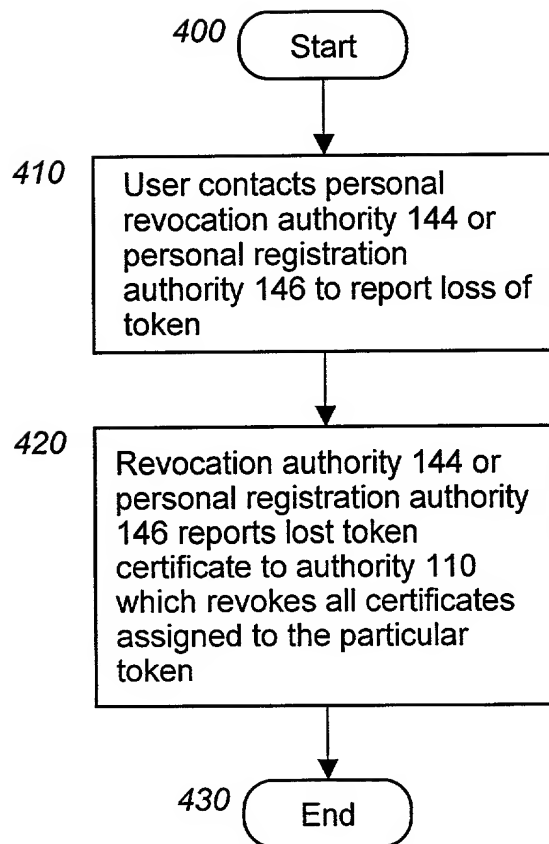 400
Start
410
User contacts personal
revocation authority 144 or
personal registration
authority 146 to report loss of
token
420
Revocation authority 144 or
personal registration authority
146 reports lost token
certificate to authority 110
which revokes all certificates
assigned to the particular
token
430
End